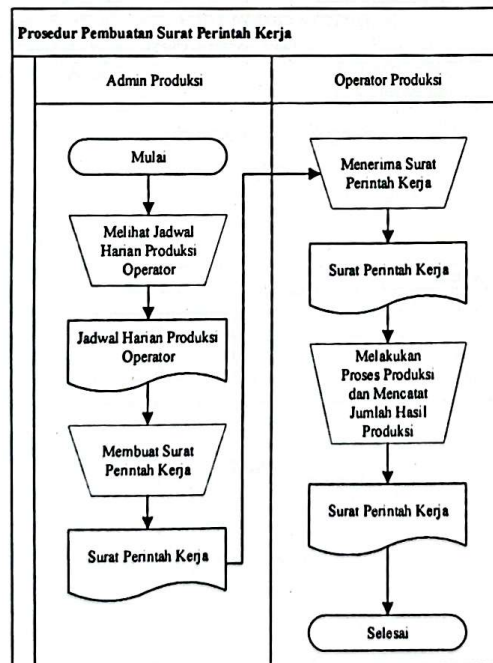 Prosedur Pembuatan Surat Perintah Kerja
Admin Produksi
Operator Produksi
Mulai
Melihat Jadwal
Harian Produksi
Operator
Jadwal Harian Produksi
Operator
Membuat Surat
Penntah Kerja
Surat Perintah Kerja
Menerima Surat
Perintah Kerja
Surat Perintah Kerja
Melakukan
Proses Produksi
dan Mencatat
Jumlah Hasil
Produksi
Surat Perintah Kerja
Selesai